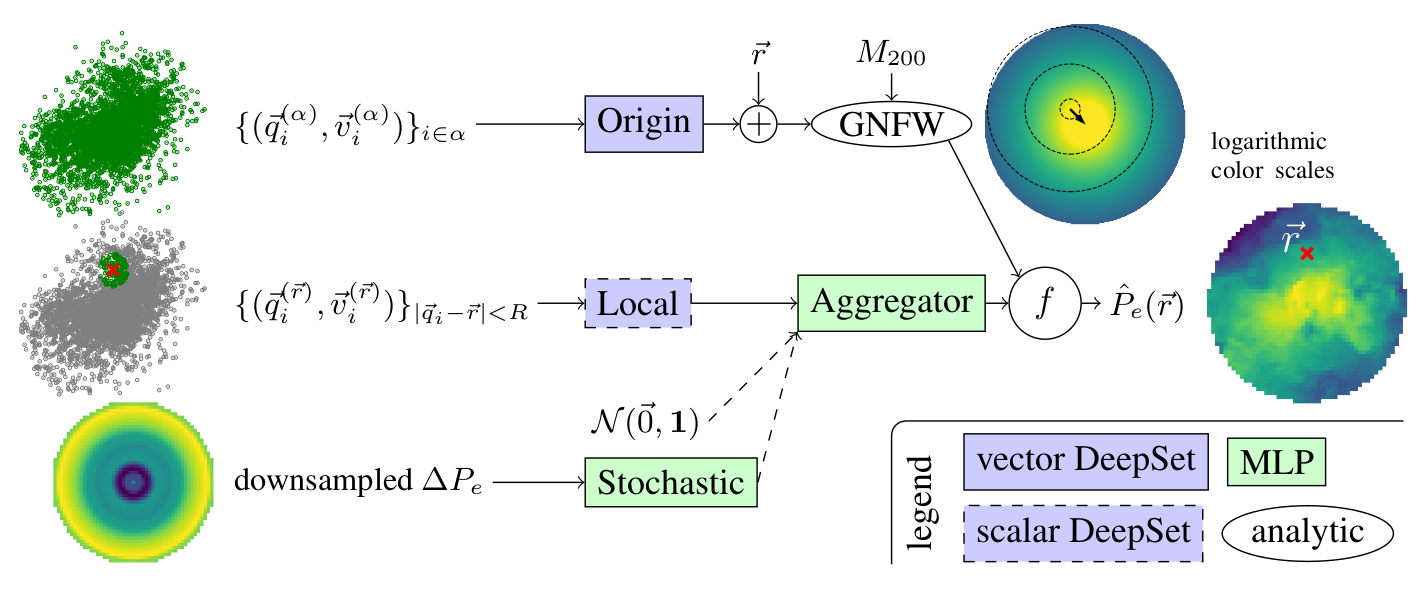 $\{(\vec{q}_i^{(\alpha)}, \vec{v}_i^{(\alpha)})\}_{i\in\alpha}$
Origin
$\vec{r}$
+
$M_{200}$
GNFW
logarithmic
color scales
$\{(\vec{q}_i^{(\vec{r})}, \vec{v}_i^{(\vec{r})})\}_{|\vec{q}_i-\vec{r}|<R}$
Local
Aggregator
$f$
$\hat{P}_e(\vec{r})$
$\vec{r}$
$\mathcal{N}(\vec{0}, \mathbf{1})$
downsampled $\Delta P_e$
Stochastic
legend
vector DeepSet
MLP
scalar DeepSet
analytic